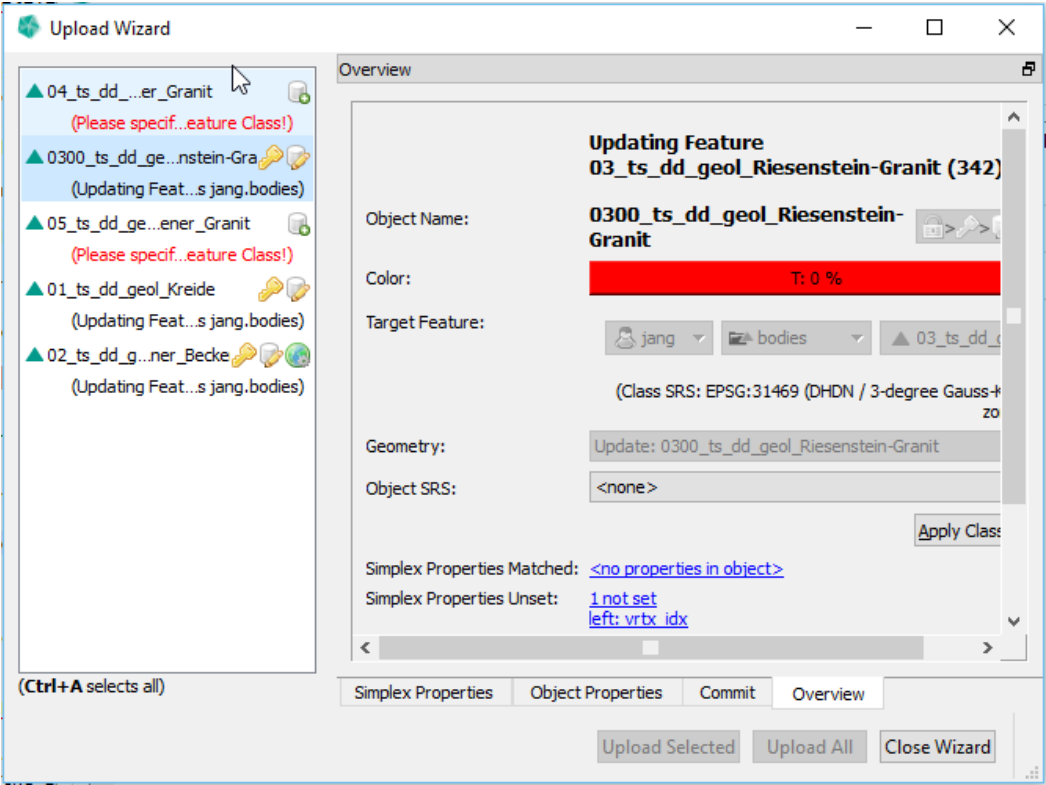 Upload Wizard
04_ts_dd_...er_Granit
(Please specif...eature Class!)
0300_ts_dd_ge...nstein-Gra
(Updating Feat...s jang.bodies)
05_ts_dd_ge...ener_Granit
(Please specif...eature Class!)
01_ts_dd_geol_Kreide
(Updating Feat...s jang.bodies)
02_ts_dd_g...ner_Becke
(Updating Feat...s jang.bodies)
(Ctrl+A selects all)
Overview
Updating Feature
03_ts_dd_geol_Riesenstein-Granit (342)
Object Name:
0300_ts_dd_geol_Riesenstein-
Granit
Color:
T: 0 %
Target Feature:
jang
bodies
03_ts_dd_
(Class SRS: EPSG:31469 (DHDN / 3-degree Gauss-K
zo
Geometry:
Update: 0300_ts_dd_geol_Riesenstein-Granit
Object SRS:
<none>
Apply Class
Simplex Properties Matched:
<no properties in object>
Simplex Properties Unset:
1 not set
left: vrtx_idx
Simplex Properties
Object Properties
Commit
Overview
Upload Selected
Upload All
Close Wizard